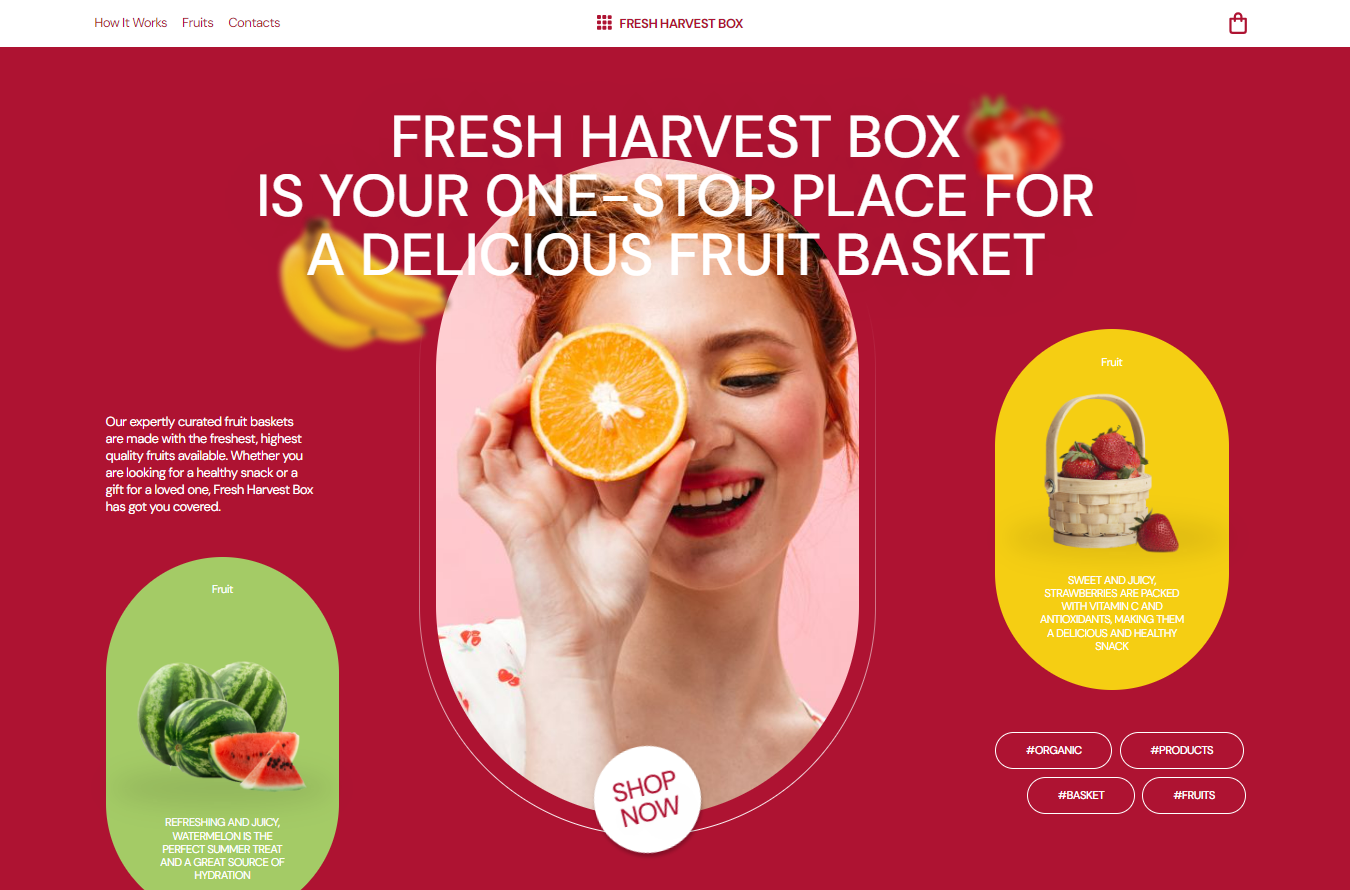 How It Works Fruits Contacts
FRESH HARVEST BOX
FRESH HARVEST BOX
IS YOUR ONE-STOP PLACE FOR
A DELICIOUS FRUIT BASKET
Our expertly curated fruit baskets
are made with the freshest, highest
quality fruits available. Whether you
are looking for a healthy snack or a
gift for a loved one, Fresh Harvest Box
has got you covered.
Fruit
REFRESHING AND JUICY,
WATERMELON IS THE
PERFECT SUMMER TREAT
AND A GREAT SOURCE OF
HYDRATION
SHOP
NOW
Fruit
SWEET AND JUICY,
STRAWBERRIES ARE PACKED
WITH VITAMIN C AND
ANTIOXIDANTS, MAKING THEM
A DELICIOUS AND HEALTHY
SNACK
#ORGANIC #PRODUCTS
#BASKET #FRUITS